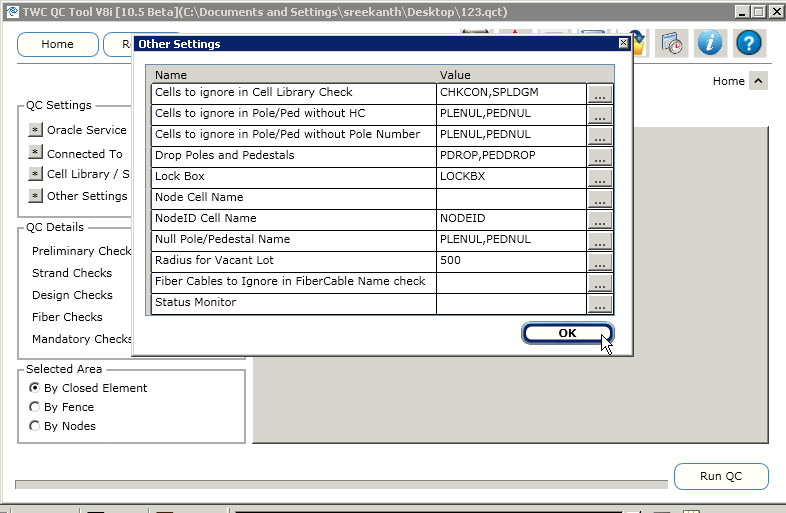 TWC QC Tool V8i [10.5 Beta](C:\Documents and Settings\sreekanth\Desktop\123.qct)
Home
Other Settings
Home
Name Value
Cells to ignore in Cell Library Check CHKCON,SPLDGM ...
Cells to ignore in Pole/Ped without HC PLENUL,PEDNUL ...
Cells to ignore in Pole/Ped without Pole Number PLENUL,PEDNUL ...
Drop Poles and Pedestals PDROP,PEDDROP ...
Lock Box LOCKBX ...
Node Cell Name ...
NodeID Cell Name NODEID ...
Null Pole/Pedestal Name PLENUL,PEDNUL ...
Radius for Vacant Lot 500 ...
Fiber Cables to Ignore in FiberCable Name check ...
Status Monitor ...
OK
QC Settings
* Oracle Service
* Connected To
* Cell Library / S
* Other Settings
QC Details
Preliminary Check
Strand Checks
Design Checks
Fiber Checks
Mandatory Checks
Selected Area
By Closed Element
By Fence
By Nodes
Run QC